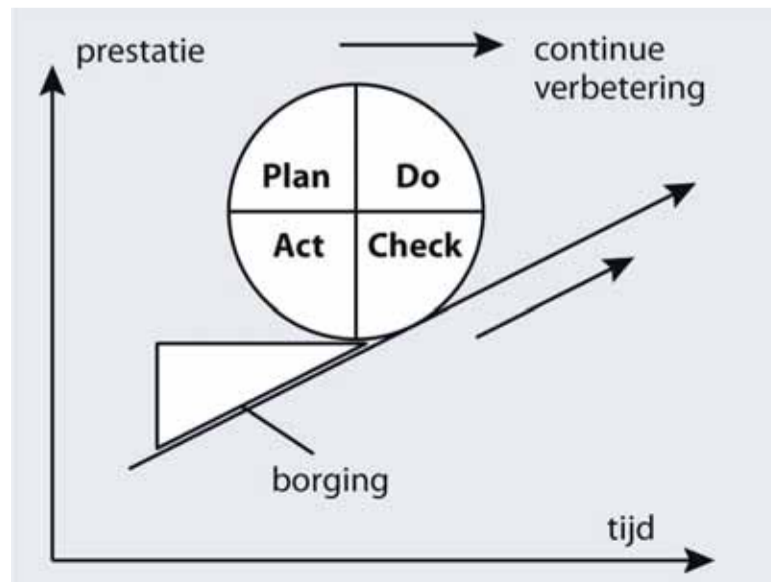 prestatie
continue
verbetering
Plan
Do
Act
Check
borging
tijd